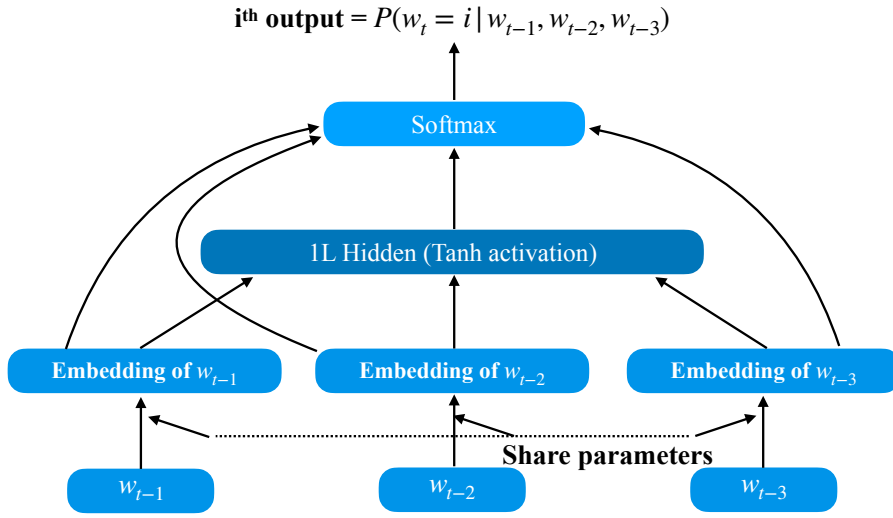 iᵗʰ output = P(wₜ = i | wₜ₋₁, wₜ₋₂, wₜ₋₃)
Softmax
1L Hidden (Tanh activation)
Embedding of wₜ₋₁
Embedding of wₜ₋₂
Embedding of wₜ₋₃
Share parameters
wₜ₋₁
wₜ₋₂
wₜ₋₃